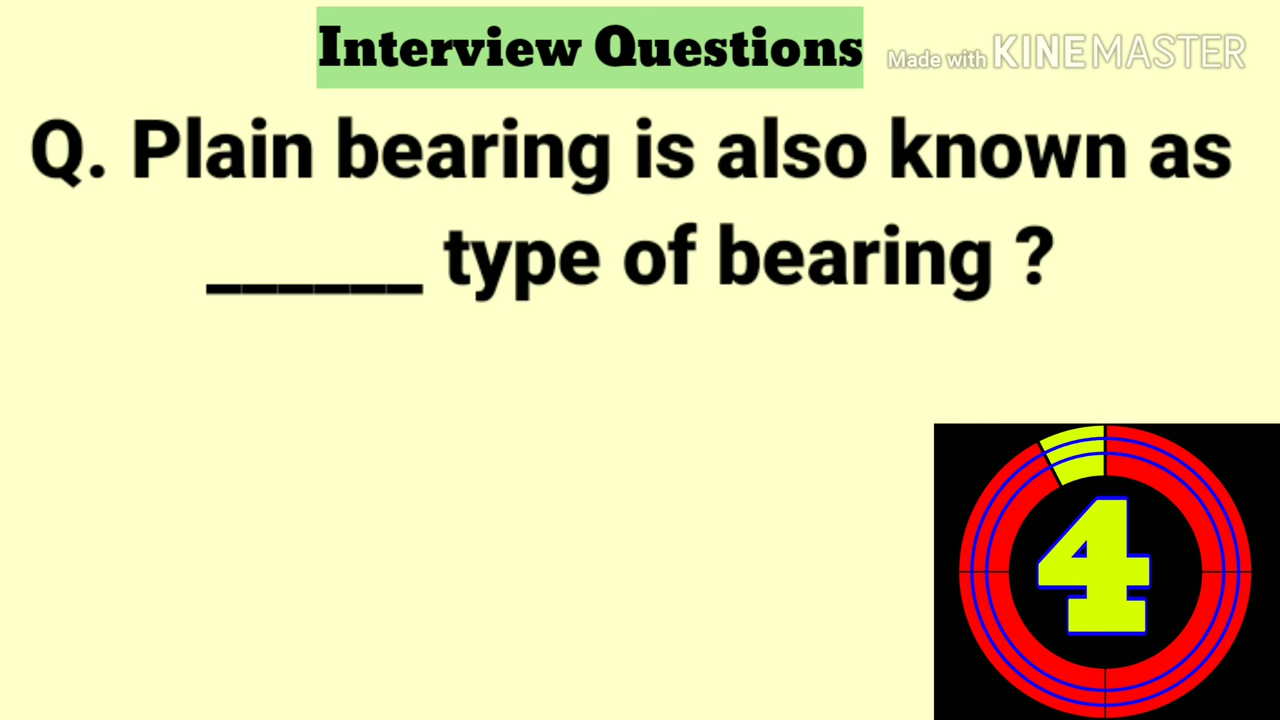 Interview Questions
Made with KINEMASTER
Q. Plain bearing is also known as
______ type of bearing ?
4